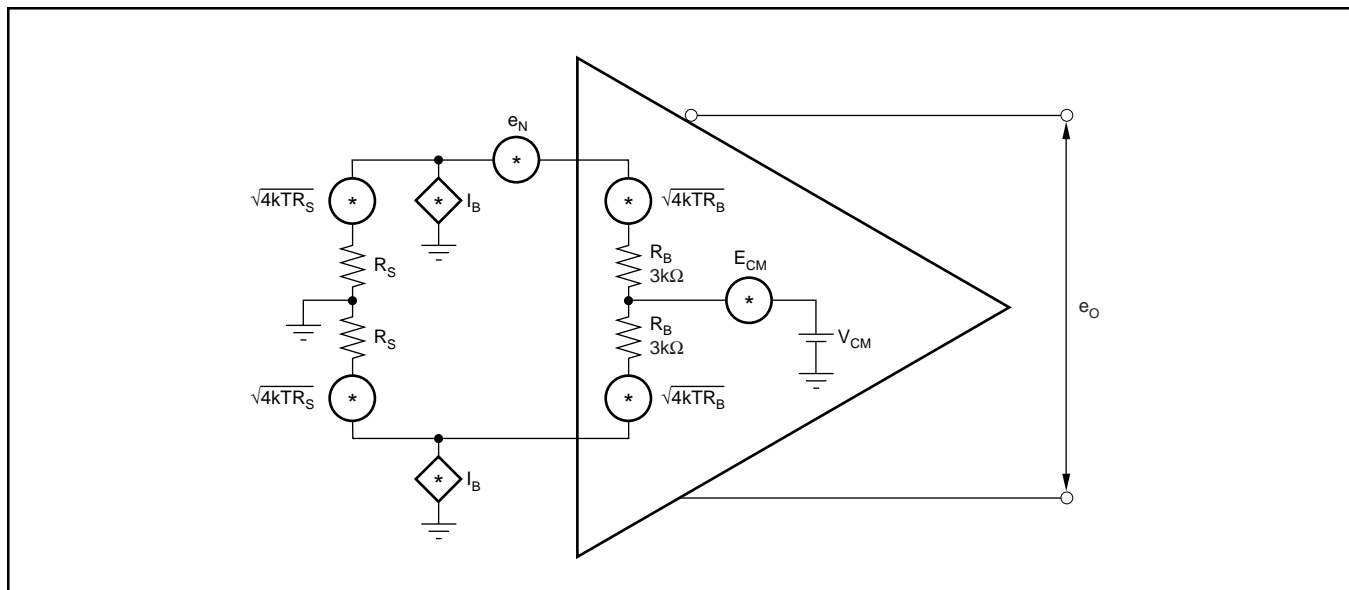 e_N
√4kTR_S
*
*
I_B
*
*
√4kTR_B
R_S
R_B
3kΩ
E_CM
*
e_O
R_S
R_B
3kΩ
V_CM
√4kTR_S
*
*
√4kTR_B
*
I_B